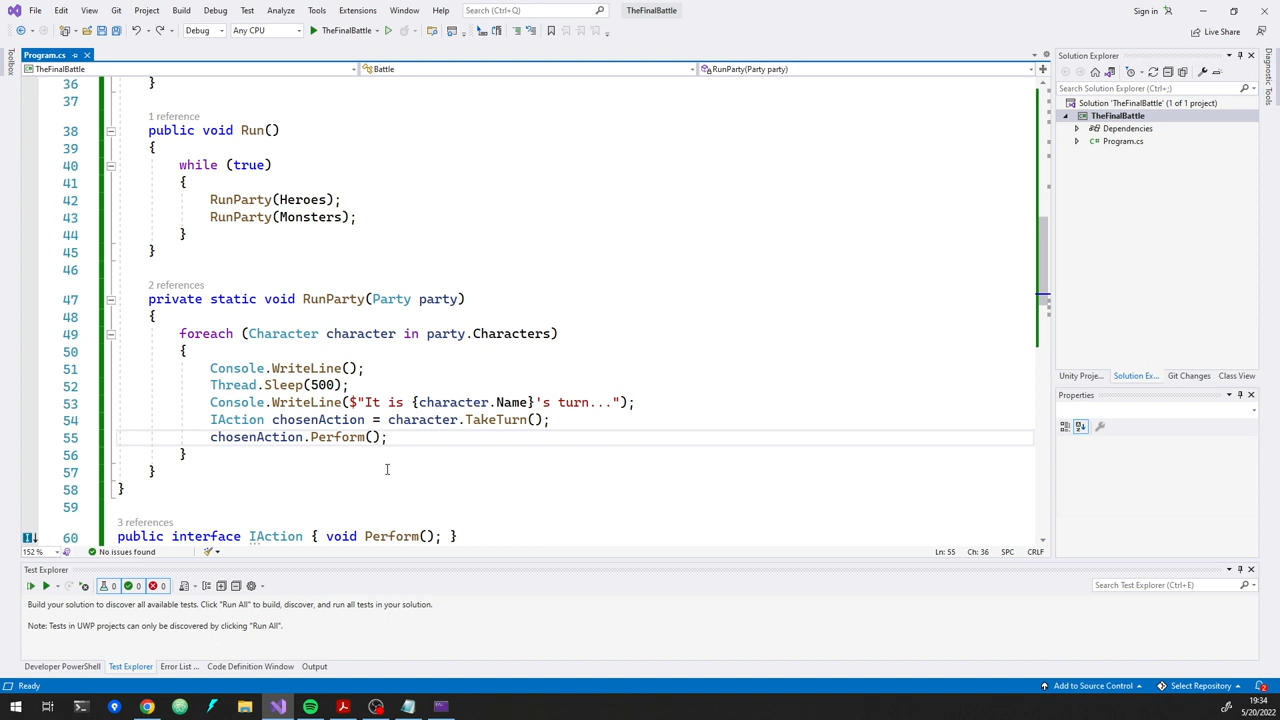 File Edit View Git Project Build Debug Test Analyze Tools Extensions Window Help Search (Ctrl+Q) TheFinalBattle Sign in
Debug Any CPU TheFinalBattle Live Share
Toolbox
Program.cs
TheFinalBattle Battle RunParty(Party party)
36 }
37
1 reference
38 public void Run()
39 {
40 while (true)
41 {
42 RunParty(Heroes);
43 RunParty(Monsters);
44 }
45 }
46
2 references
47 private static void RunParty(Party party)
48 {
49 foreach (Character character in party.Characters)
50 {
51 Console.WriteLine();
52 Thread.Sleep(500);
53 Console.WriteLine($"It is {character.Name}'s turn...");
54 IAction chosenAction = character.TakeTurn();
55 chosenAction.Perform();
56 }
57 }
58 }
59
3 references
60 public interface IAction { void Perform(); }
152 % No issues found Ln: 55 Ch: 36 SPC CRLF
Solution Explorer
Search Solution Explorer (Ctrl+;)
Solution 'TheFinalBattle' (1 of 1 project)
TheFinalBattle
Dependencies
Program.cs
Unity Proje... Solution Ex... Git Changes Class View
Properties
Diagnostic Tools
Test Explorer
0 0 0 Search Test Explorer (Ctrl+E)
Build your solution to discover all available tests. Click "Run All" to build, discover, and run all tests in your solution.
Note: Tests in UWP projects can only be discovered by clicking "Run All".
Developer PowerShell Test Explorer Error List ... Code Definition Window Output
Ready Add to Source Control Select Repository 2
19:34
5/20/2022